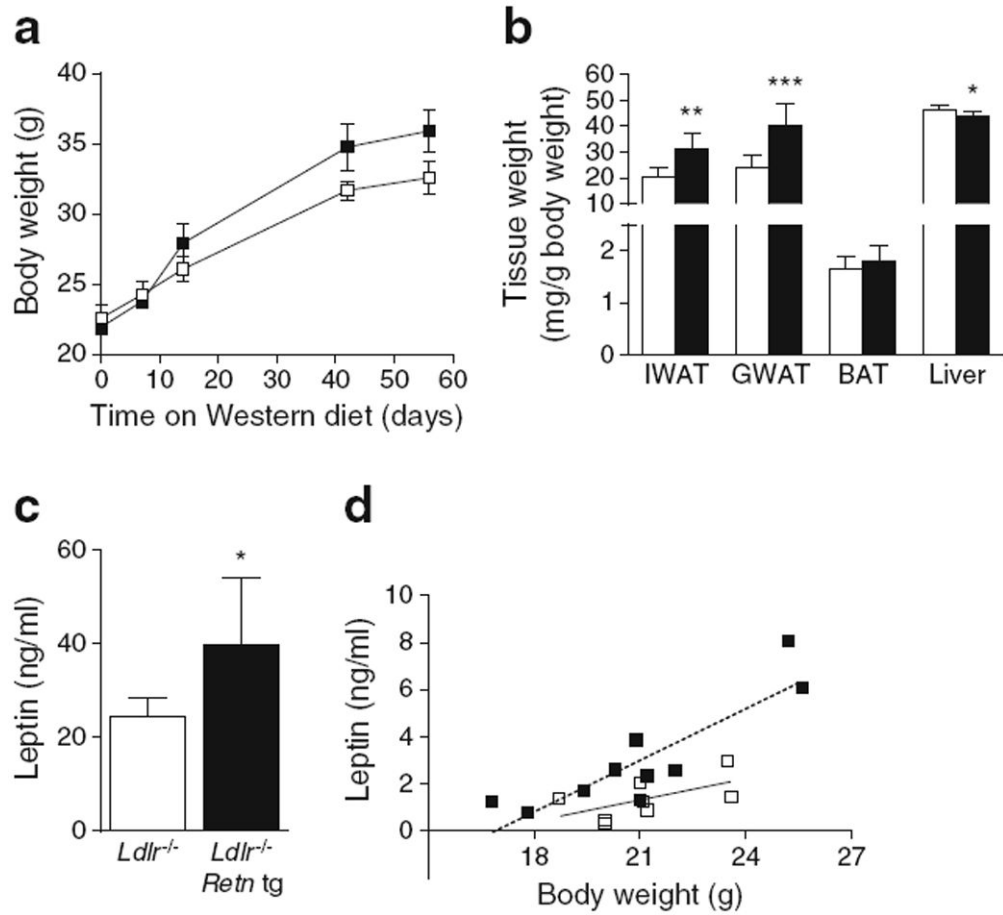 a
40
35
30
25
20
Body weight (g)
0 10 20 30 40 50 60
Time on Western diet (days)
b
60
50
40
30
20
10
2
1
0
Tissue weight
(mg/g body weight)
**
***
*
IWAT GWAT BAT Liver
c
60
40
20
0
Leptin (ng/ml)
*
Ldlr-/- Ldlr-/-
Retn tg
d
10
8
6
4
2
0
Leptin (ng/ml)
18 21 24 27
Body weight (g)